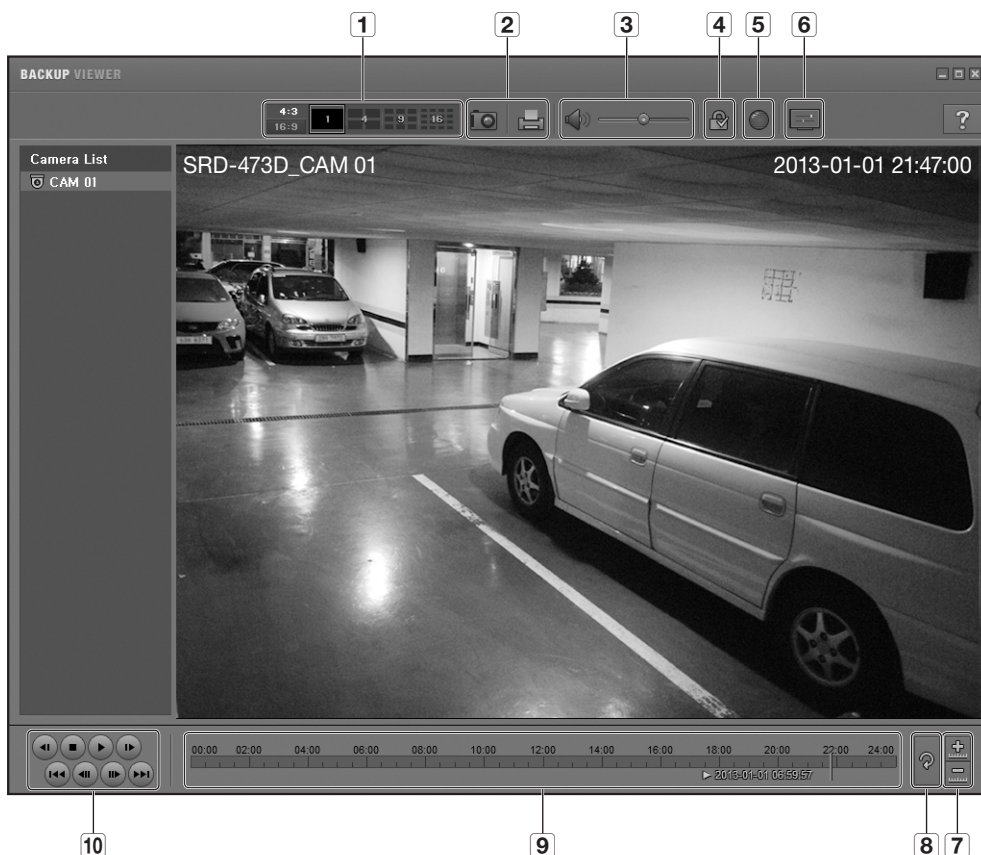 1 2 3 4 5 6
BACKUP VIEWER
4:3
16:9
1 4 9 16
?
Camera List
CAM 01
SRD-473D_CAM 01 2013-01-01 21:47:00
00:00 02:00 04:00 06:00 08:00 10:00 12:00 14:00 16:00 18:00 20:00 22:00 24:00
2013-01-01 06:59:57
10 9 8 7